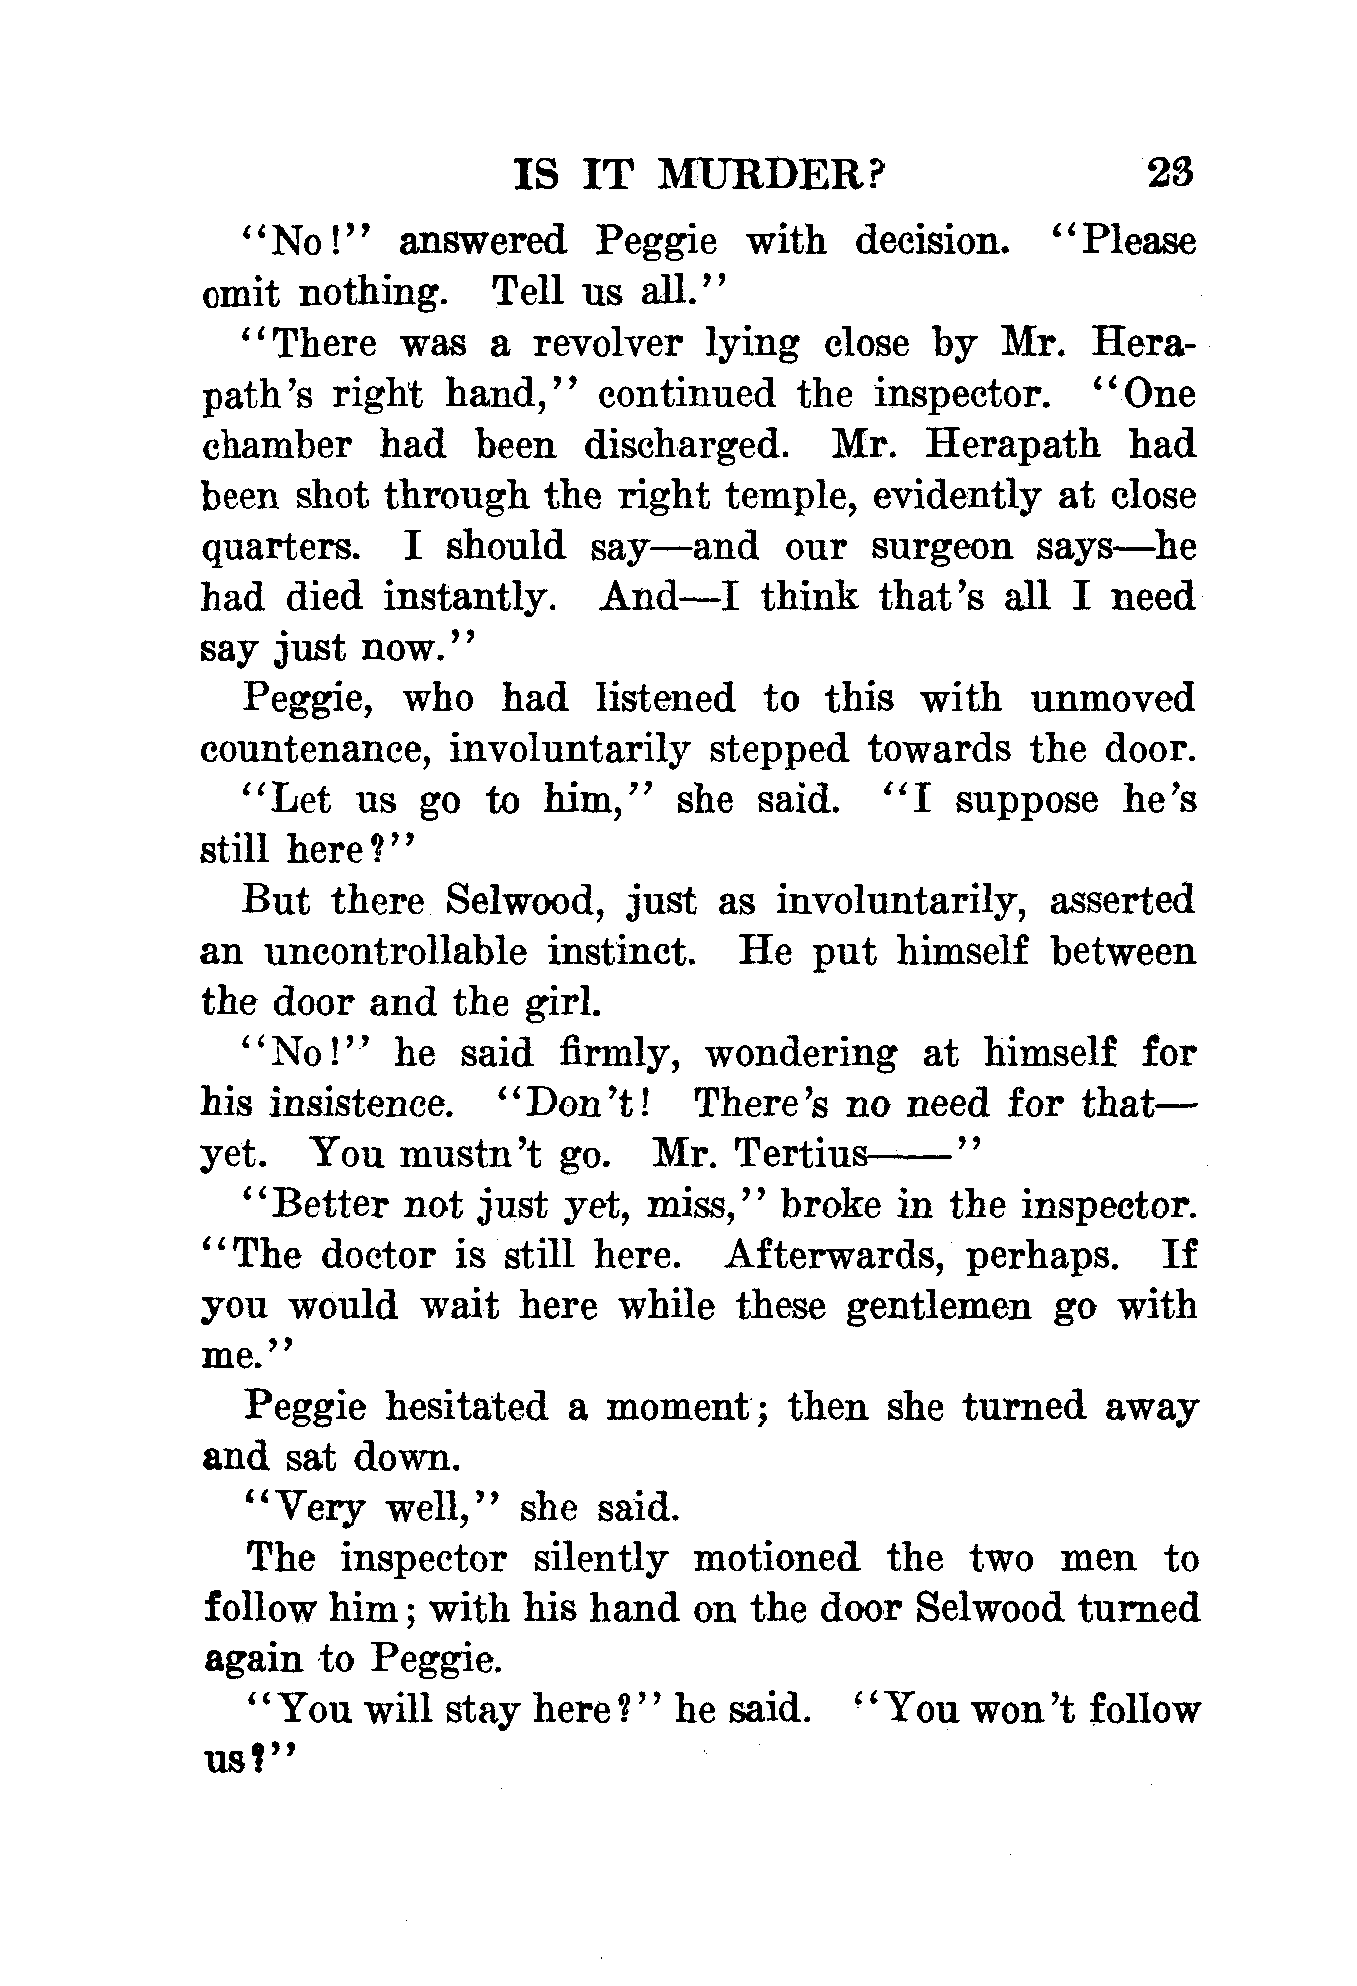 IS IT MURDER? 23
"No!" answered Peggie with decision. "Please
omit nothing. Tell us all."
"There was a revolver lying close by Mr. Hera-
path's right hand," continued the inspector. "One
chamber had been discharged. Mr. Herapath had
been shot through the right temple, evidently at close
quarters. I should say—and our surgeon says—he
had died instantly. And—I think that's all I need
say just now."
Peggie, who had listened to this with unmoved
countenance, involuntarily stepped towards the door.
"Let us go to him," she said. "I suppose he's
still here?"
But there Selwood, just as involuntarily, asserted
an uncontrollable instinct. He put himself between
the door and the girl.
"No!" he said firmly, wondering at himself for
his insistence. "Don't! There's no need for that—
yet. You mustn't go. Mr. Tertius——"
"Better not just yet, miss," broke in the inspector.
"The doctor is still here. Afterwards, perhaps. If
you would wait here while these gentlemen go with
me."
Peggie hesitated a moment; then she turned away
and sat down.
"Very well," she said.
The inspector silently motioned the two men to
follow him; with his hand on the door Selwood turned
again to Peggie.
"You will stay here?" he said. "You won't follow
us?"